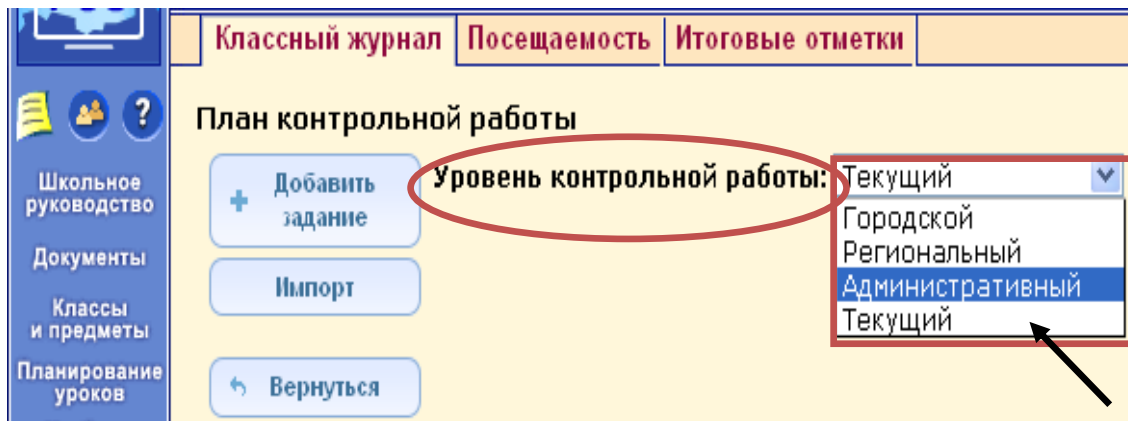 Классный журнал Посещаемость Итоговые отметки
?
План контрольной работы
Школьное
руководство
Документы
Классы
и предметы
Планирование
уроков
+ Добавить
задание
Импорт
Вернуться
Уровень контрольной работы: Текущий
Городской
Региональный
Административный
Текущий